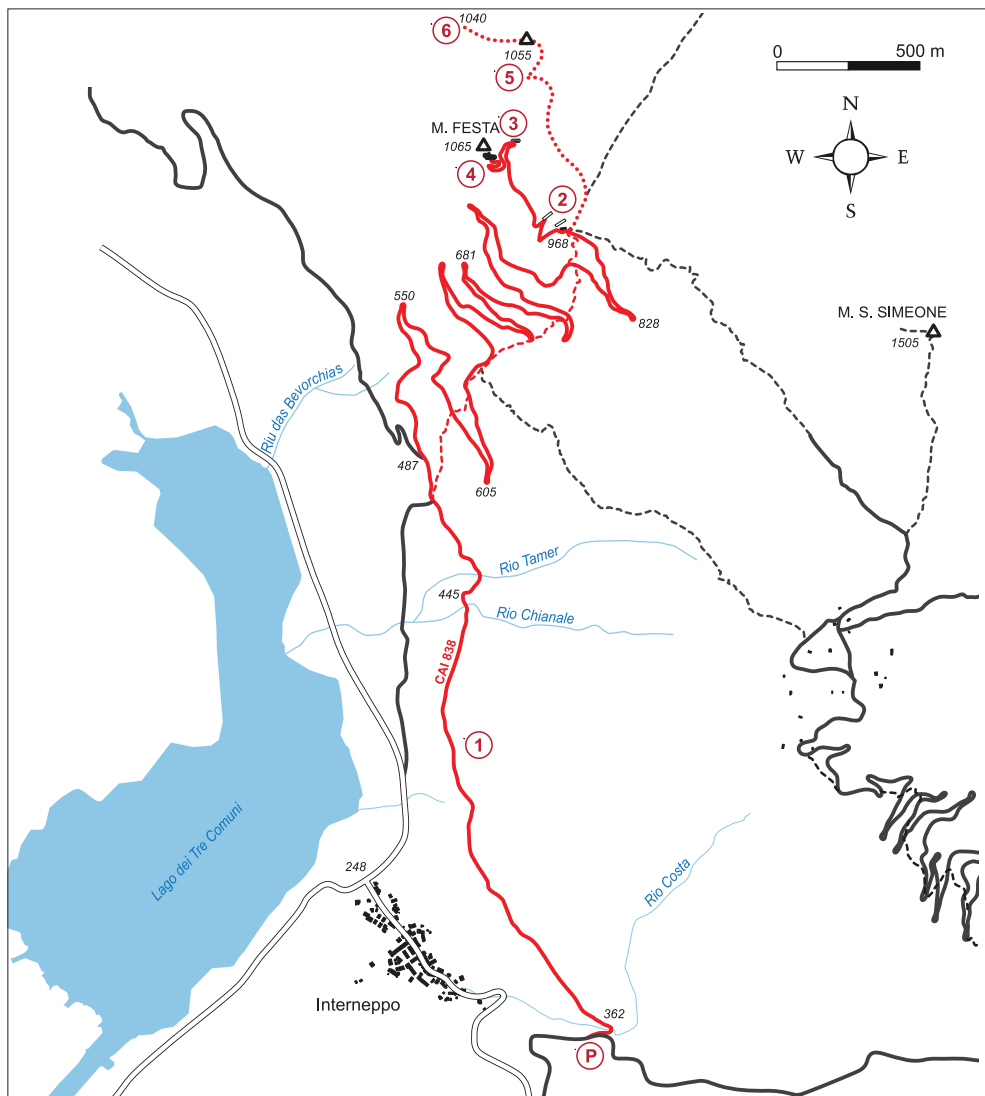 1040
6
1055
0
500 m
5
N
W
E
S
3
M. FESTA
1065
4
2
968
681
550
828
M. S. SIMEONE
1505
Riu das Bevorchias
487
605
Rio Tamer
445
Rio Chianale
CAI 838
1
Lago dei Tre Comuni
248
Rio Costa
Interneppo
362
P